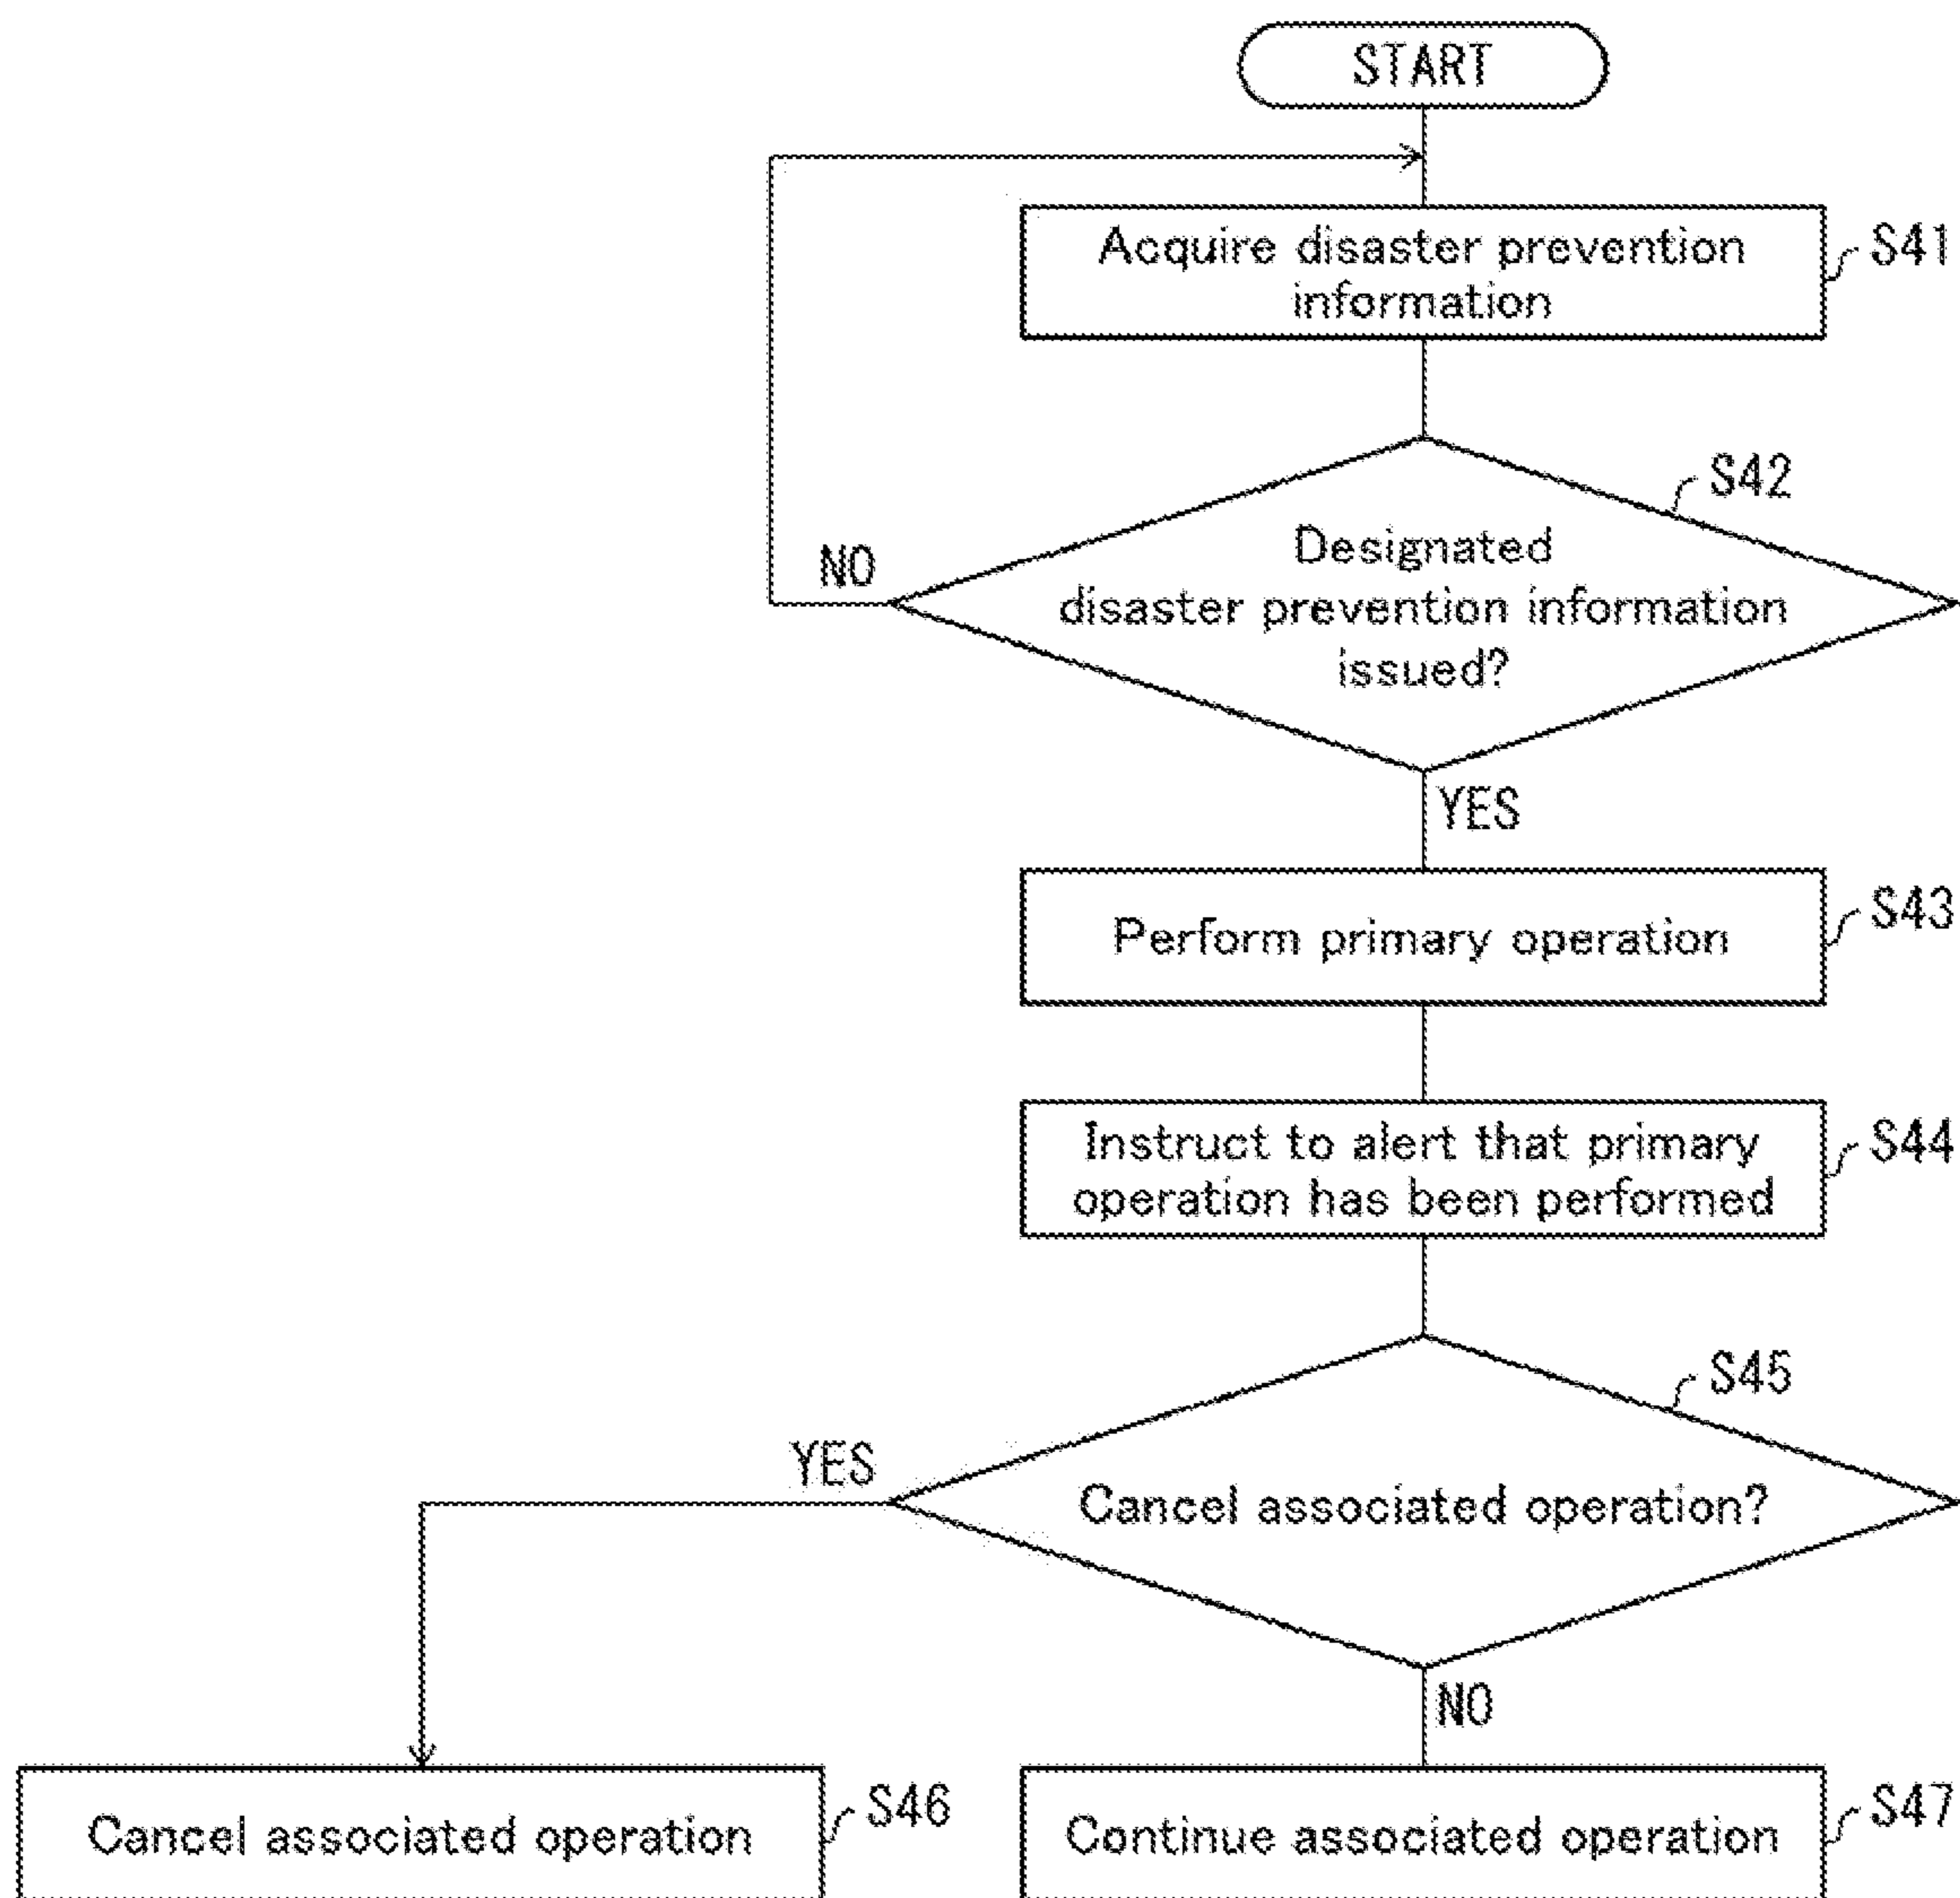 START
Acquire disaster prevention
information
S41
S42
Designated
disaster prevention information
issued?
NO
YES
Perform primary operation
S43
Instruct to alert that primary
operation has been performed
S44
S45
Cancel associated operation?
YES
NO
Cancel associated operation
S46
Continue associated operation
S47